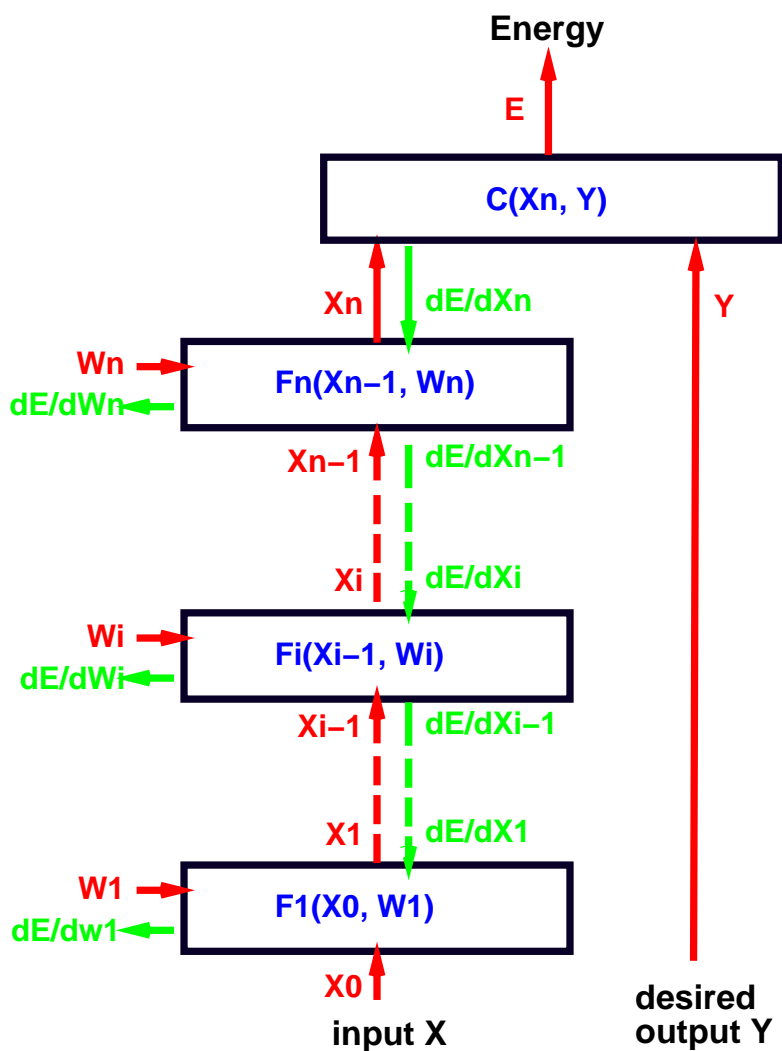 Energy
E
C(Xn, Y)
Xn
dE/dXn
Y
Wn
Fn(Xn−1, Wn)
dE/dWn
Xn−1
dE/dXn−1
Xi
dE/dXi
Wi
Fi(Xi−1, Wi)
dE/dWi
Xi−1
dE/dXi−1
X1
dE/dX1
W1
F1(X0, W1)
dE/dw1
X0
input X
desired
output Y